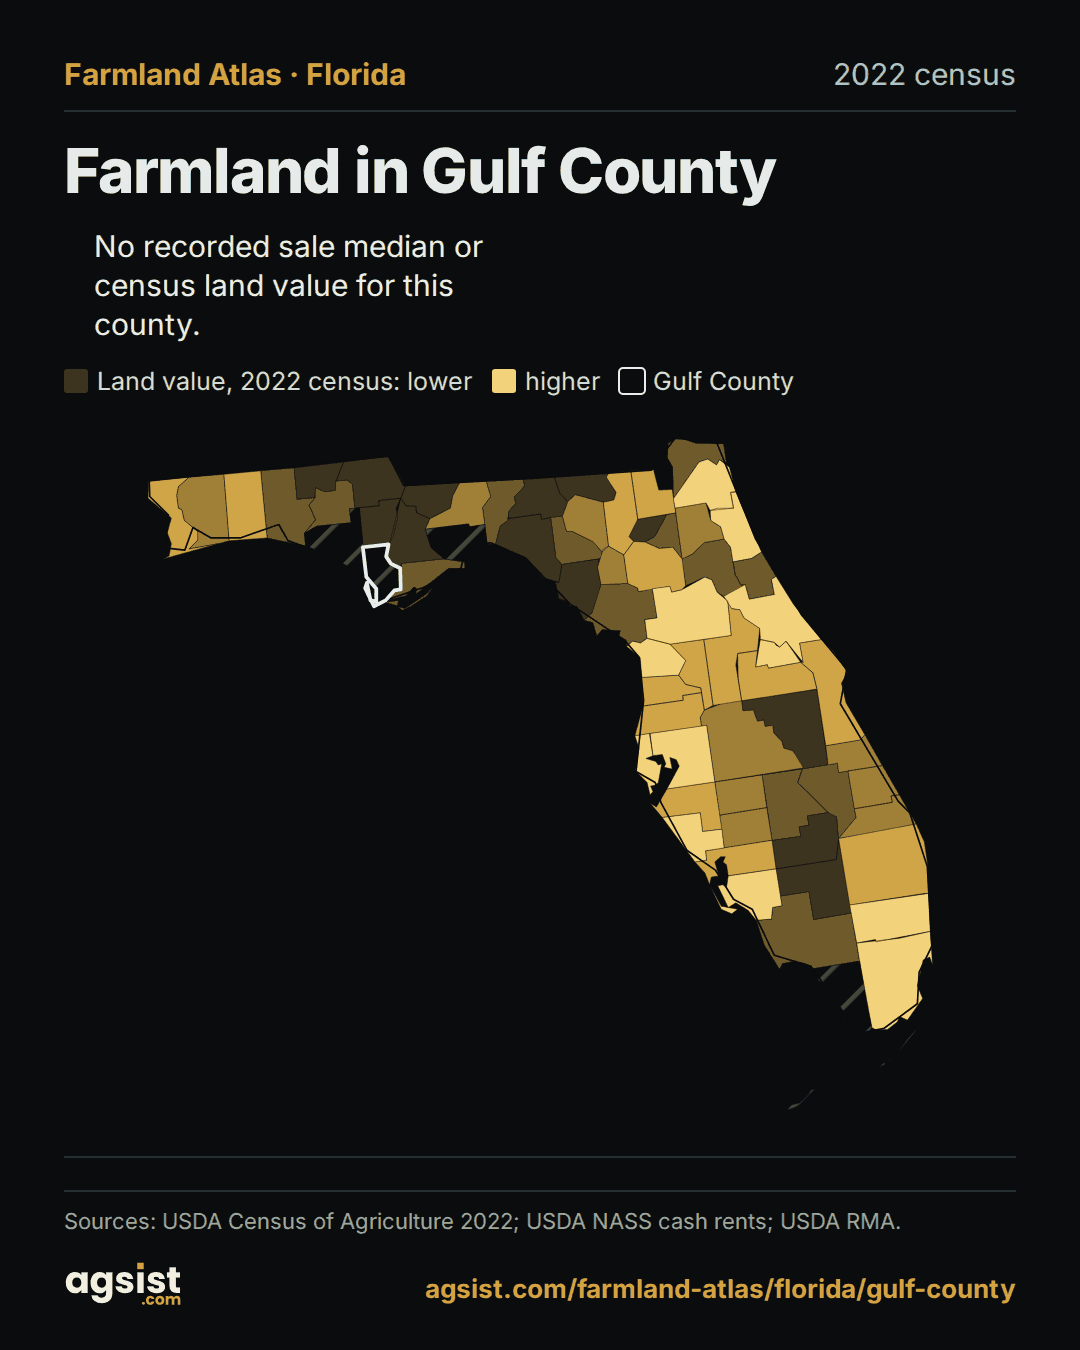 Farmland Atlas · Florida
2022 census
Farmland in Gulf County
No recorded sale median or
census land value for this
county.
Land value, 2022 census: lower
higher
Gulf County
Sources: USDA Census of Agriculture 2022; USDA NASS cash rents; USDA RMA.
agsist
.com
agsist.com/farmland-atlas/florida/gulf-county